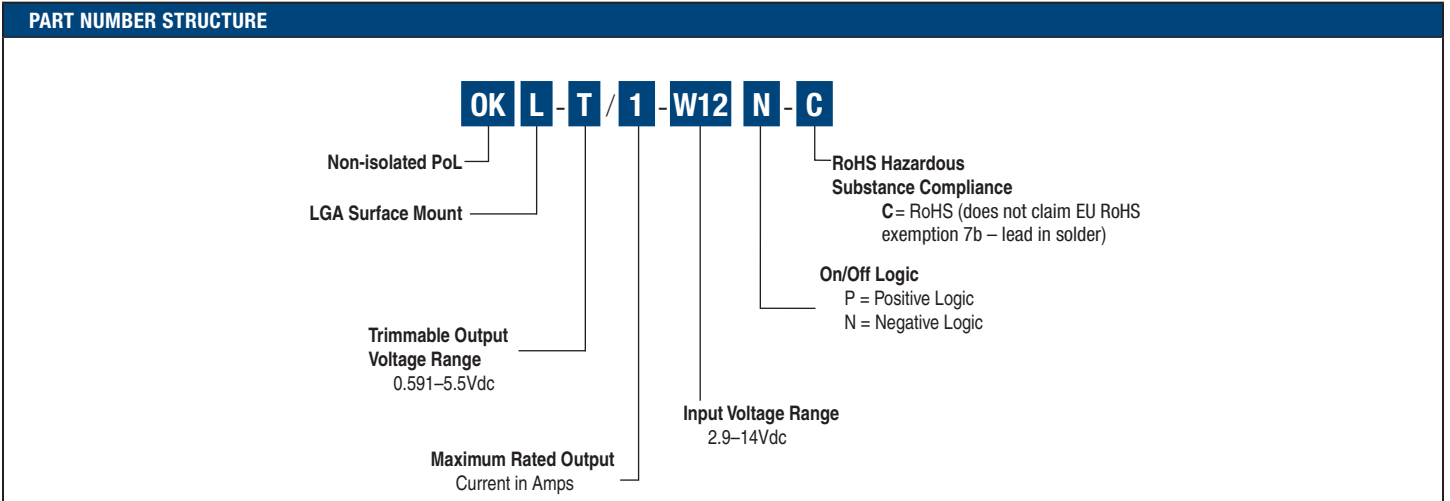 PART NUMBER STRUCTURE
OK L - T / 1 - W12 N - C
Non-isolated PoL
LGA Surface Mount
Trimmable Output
Voltage Range
0.591–5.5Vdc
Maximum Rated Output
Current in Amps
Input Voltage Range
2.9–14Vdc
On/Off Logic
P = Positive Logic
N = Negative Logic
RoHS Hazardous
Substance Compliance
C= RoHS (does not claim EU RoHS
exemption 7b – lead in solder)